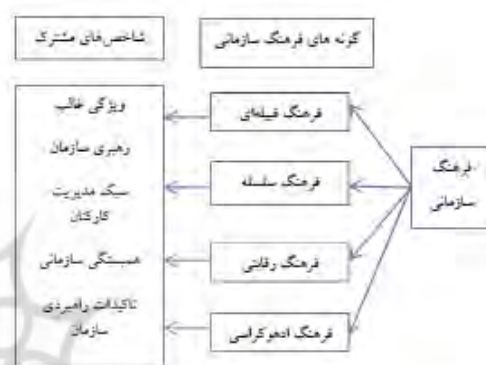 گونه های فرهنگ سازمانی
شاخص‌های مشترک
فرهنگ
سازمانی
فرهنگ قبیله‌ای
فرهنگ سلسله
فرهنگ رقابتی
فرهنگ ادهوکراسی
ویژگی غالب
رهبری سازمان
سبک مدیریت
کارکنان
همبستگی سازمانی
تاکیدات راهبردی
سازمان